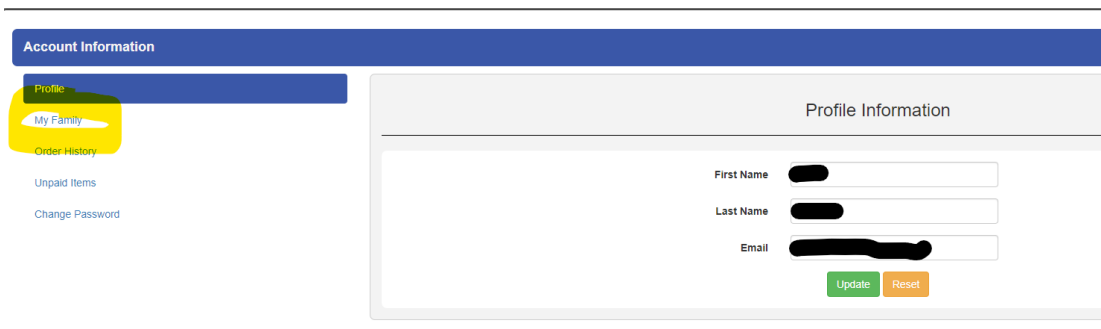 Account Information
Profile
My Family
Order History
Unpaid Items
Change Password
Profile Information
First Name
Last Name
Email
Update Reset